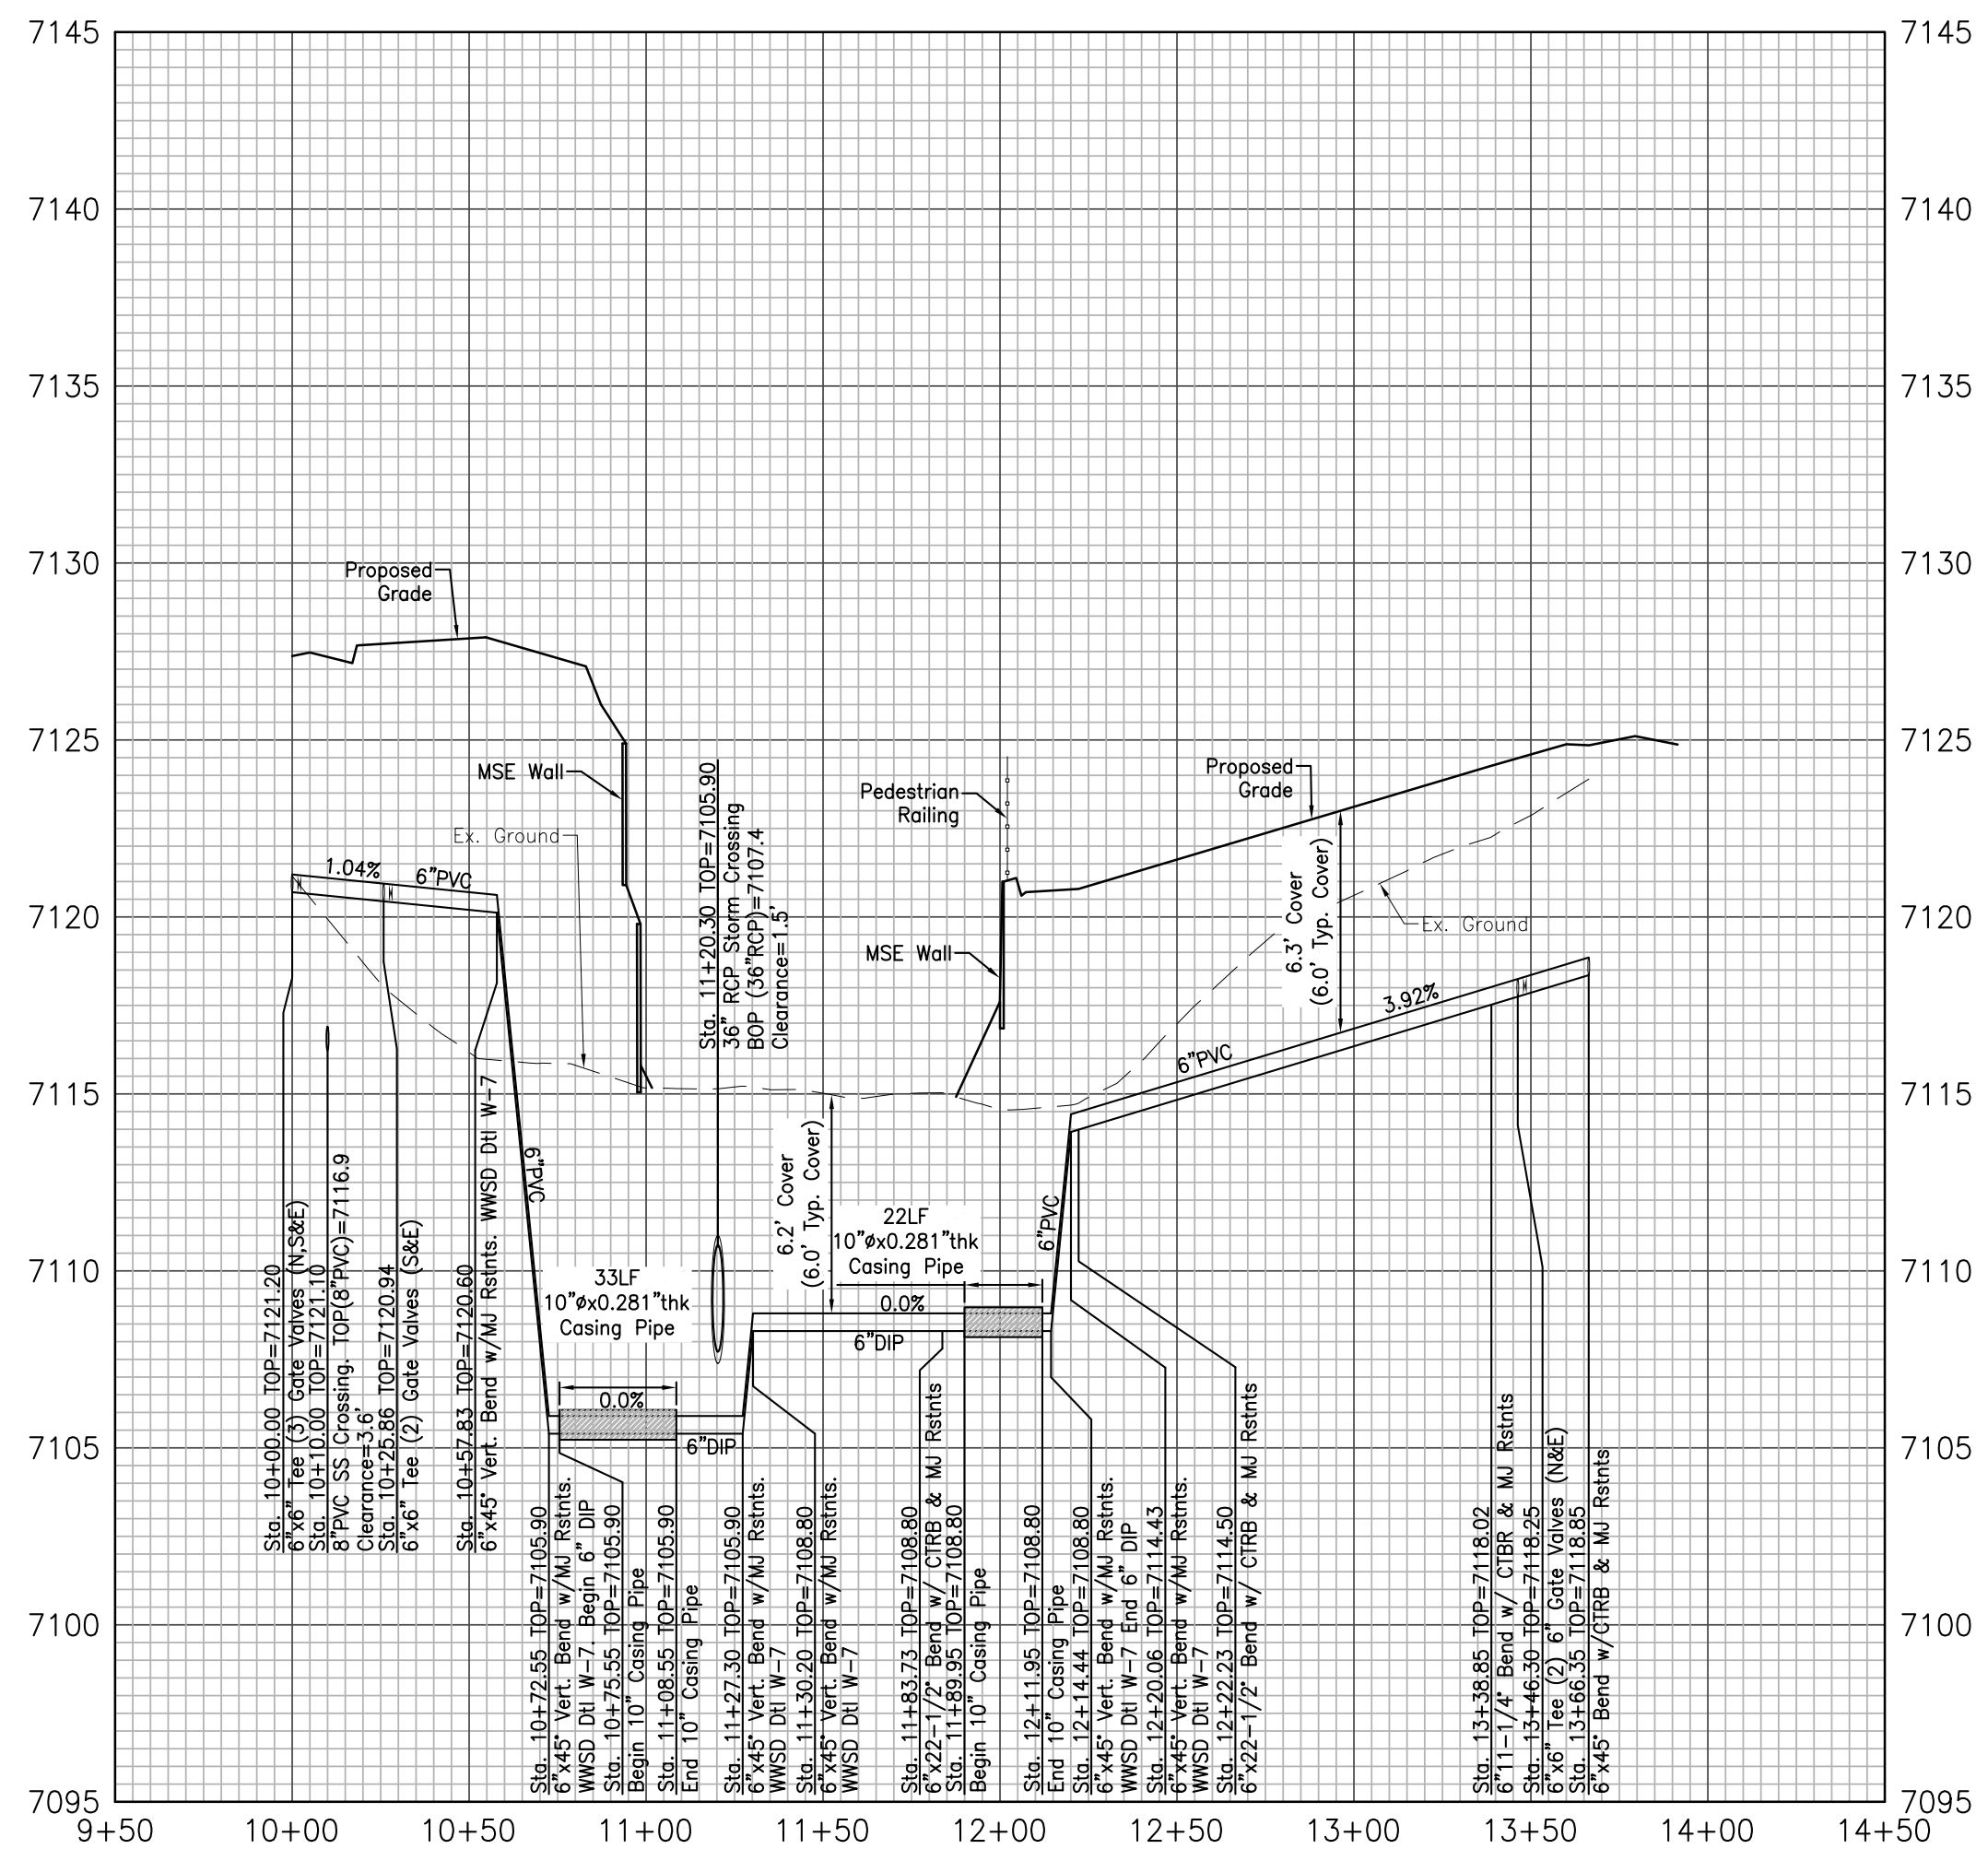 7145
7145
7140
7140
7135
7135
7130
7130
7125
7125
7120
7120
7115
7115
7110
7110
7105
7105
7100
7100
7095
7095
9+50
10+00
10+50
11+00
11+50
12+00
12+50
13+00
13+50
14+00
14+50
Proposed
Grade
MSE Wall
Ex. Ground
1.04%
6"PVC
6"PVC
Sta. 11+20.30 TOP=7105.90
36" RCP Storm Crossing
BOP (36"RCP)=7107.4
Clearance=1.5'
Pedestrian
Railing
MSE Wall
Proposed
Grade
6.3' Cover
(6.0' Typ. Cover)
Ex. Ground
3.92%
6"PVC
6"PVC
6.2' Cover
(6.0' Typ. Cover)
22LF
10"øx0.281"thk
Casing Pipe
0.0%
6"DIP
33LF
10"øx0.281"thk
Casing Pipe
0.0%
6"DIP
Sta. 10+00.00 TOP=7121.20
6"x6" Tee (3) Gate Valves (N,S&E)
Sta. 10+10.00 TOP=7121.10
8"PVC SS Crossing. TOP(8"PVC)=7116.9
Clearance=3.6'
Sta. 10+25.86 TOP=7120.94
6"x6" Tee (2) Gate Valves (S&E)
Sta. 10+57.83 TOP=7120.60
6"x45° Vert. Bend w/MJ Rstnts. WWSD Dtl W-7
Sta. 10+72.55 TOP=7105.90
6"x45° Vert. Bend w/MJ Rstnts.
WWSD Dtl W-7. Begin 6" DIP
Sta. 10+75.55 TOP=7105.90
Begin 10" Casing Pipe
Sta. 11+08.55 TOP=7105.90
End 10" Casing Pipe
Sta. 11+27.30 TOP=7105.90
6"x45° Vert. Bend w/MJ Rstnts.
WWSD Dtl W-7
Sta. 11+30.20 TOP=7108.80
6"x45° Vert. Bend w/MJ Rstnts.
WWSD Dtl W-7
Sta. 11+83.73 TOP=7108.80
6"x22-1/2° Bend w/ CTRB & MJ Rstnts
Sta. 11+89.95 TOP=7108.80
Begin 10" Casing Pipe
Sta. 12+11.95 TOP=7108.80
End 10" Casing Pipe
Sta. 12+14.44 TOP=7108.80
6"x45° Vert. Bend w/MJ Rstnts.
WWSD Dtl W-7 End 6" DIP
Sta. 12+20.06 TOP=7114.43
6"x45° Vert. Bend w/MJ Rstnts.
WWSD Dtl W-7
Sta. 12+22.23 TOP=7114.50
6"x22-1/2° Bend w/ CTRB & MJ Rstnts
Sta. 13+38.85 TOP=7118.02
6"11-1/4° Bend w/ CTBR & MJ Rstnts
Sta. 13+46.30 TOP=7118.25
6"x6" Tee (2) 6" Gate Valves (N&E)
Sta. 13+66.35 TOP=7118.85
6"x45° Bend w/CTRB & MJ Rstnts